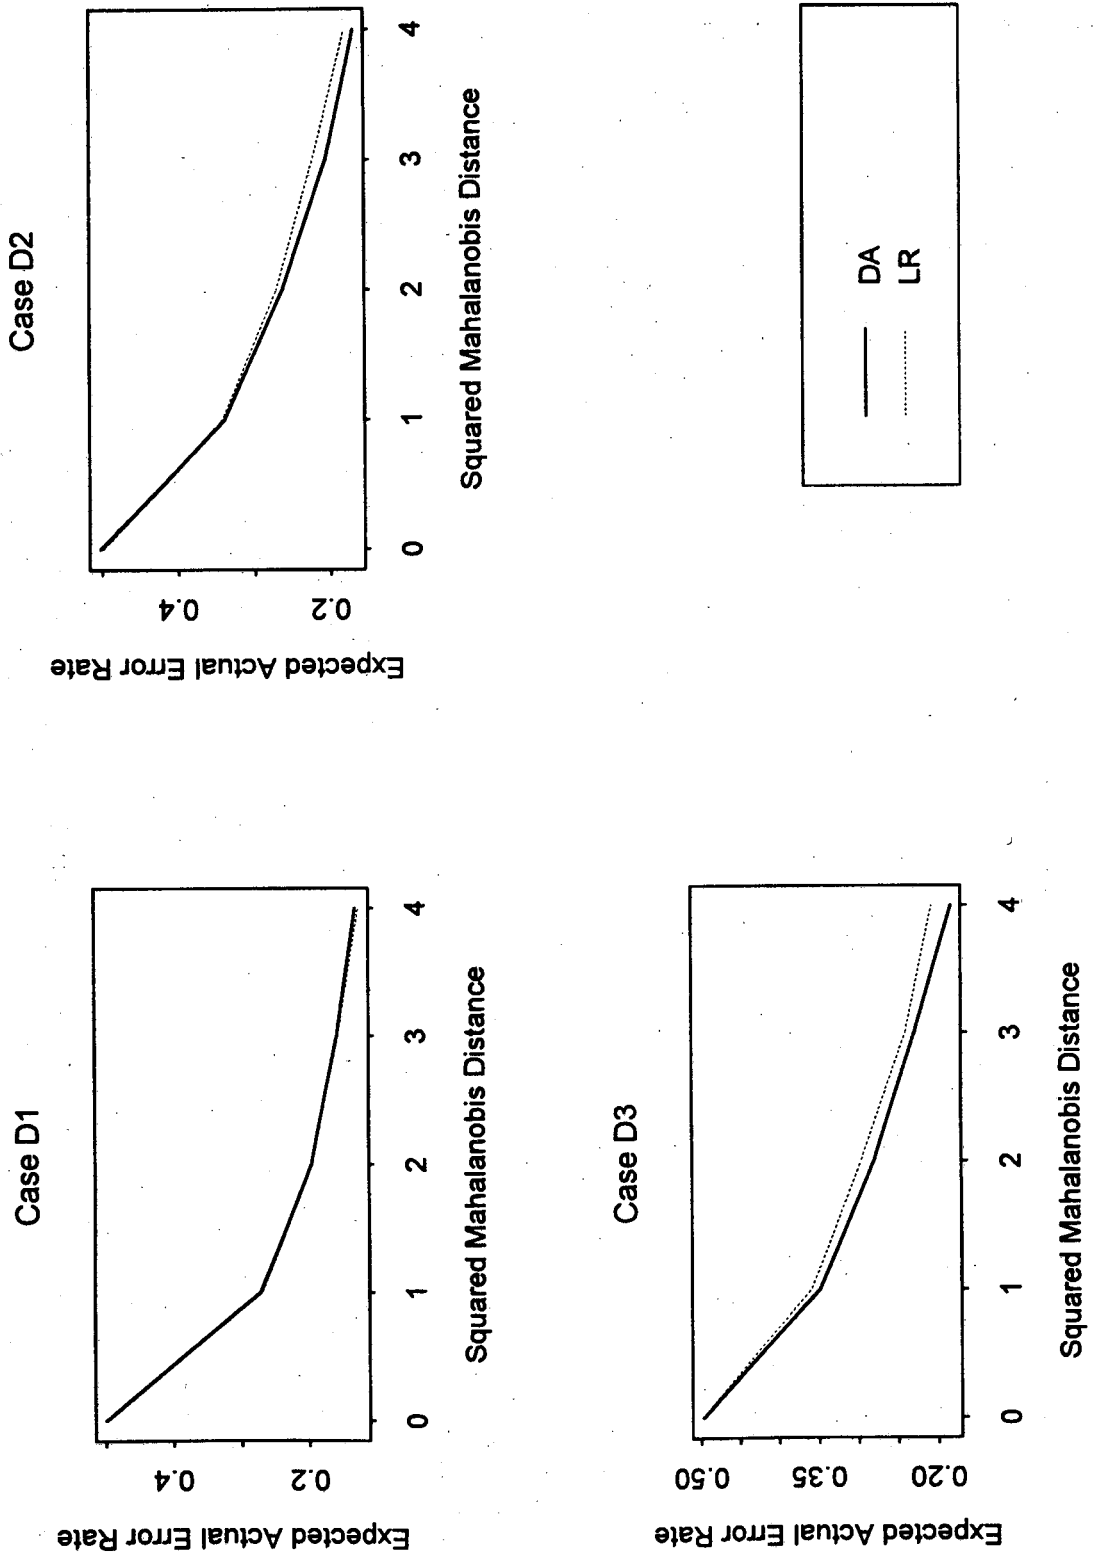 Case D1
Expected Actual Error Rate
0.4
0.2
0 1 2 3 4
Squared Mahalanobis Distance
Case D2
Expected Actual Error Rate
0.4
0.2
0 1 2 3 4
Squared Mahalanobis Distance
Case D3
Expected Actual Error Rate
0.50
0.35
0.20
0 1 2 3 4
Squared Mahalanobis Distance
DA
LR